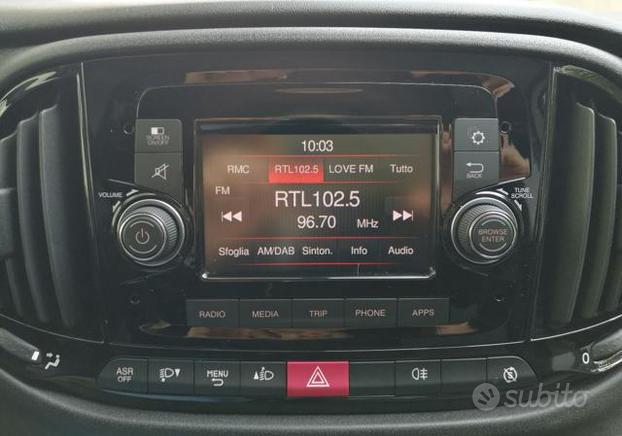 SCREEN
ON/OFF
10:03
RMC RTL102.5 LOVE FM Tutto
FM
RTL102.5
96.70 MHz
Sfoglia AM/DAB Sinton. Info Audio
BACK
VOLUME
TUNE
SCROLL
BROWSE
ENTER
RADIO MEDIA TRIP PHONE APPS
ASR
OFF
MENU
0
subito